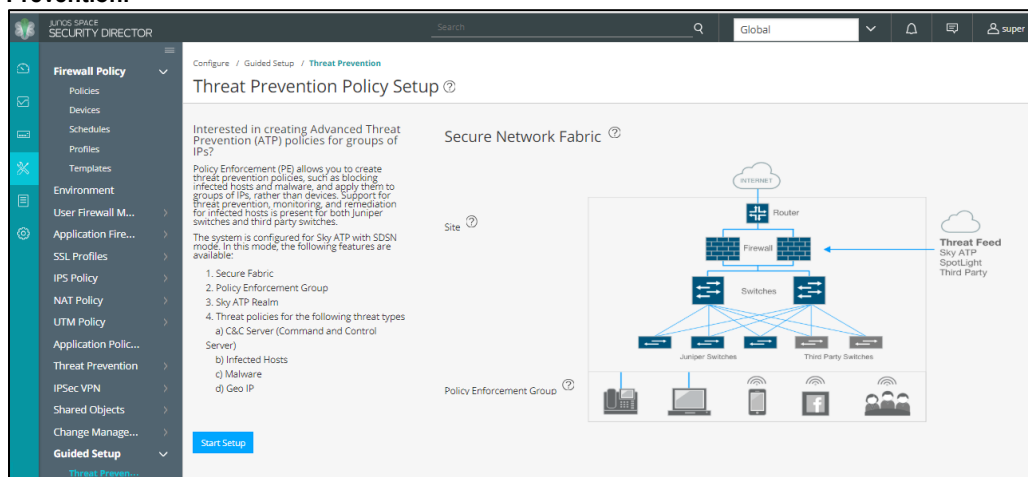 Prevention.
JUNOS SPACE
SECURITY DIRECTOR
Search
Global
super
Firewall Policy
Policies
Devices
Schedules
Profiles
Templates
Environment
User Firewall M...
Application Fire...
SSL Profiles
IPS Policy
NAT Policy
UTM Policy
Application Polic...
Threat Prevention
IPSec VPN
Shared Objects
Change Manage...
Guided Setup
Threat Preven...
Configure / Guided Setup / Threat Prevention
Threat Prevention Policy Setup ?
Interested in creating Advanced Threat
Prevention (ATP) policies for groups of
IPs?
Policy Enforcement (PE) allows you to create
threat prevention policies, such as blocking
infected hosts and malware, and apply them to
groups of IPs, rather than devices. Support for
threat prevention, monitoring, and remediation
for infected hosts is present for both Juniper
switches and third party switches.
The system is configured for Sky ATP with SDSN
mode. In this mode, the following features are
available:
1. Secure Fabric
2. Policy Enforcement Group
3. Sky ATP Realm
4. Threat policies for the following threat types
a) C&C Server (Command and Control
Server)
b) Infected Hosts
c) Malware
d) Geo IP
Start Setup
Secure Network Fabric ?
Site ?
Policy Enforcement Group ?
INTERNET
Router
Firewall
Switches
Juniper Switches
Third Party Switches
Threat Feed
Sky ATP
SpotLight
Third Party